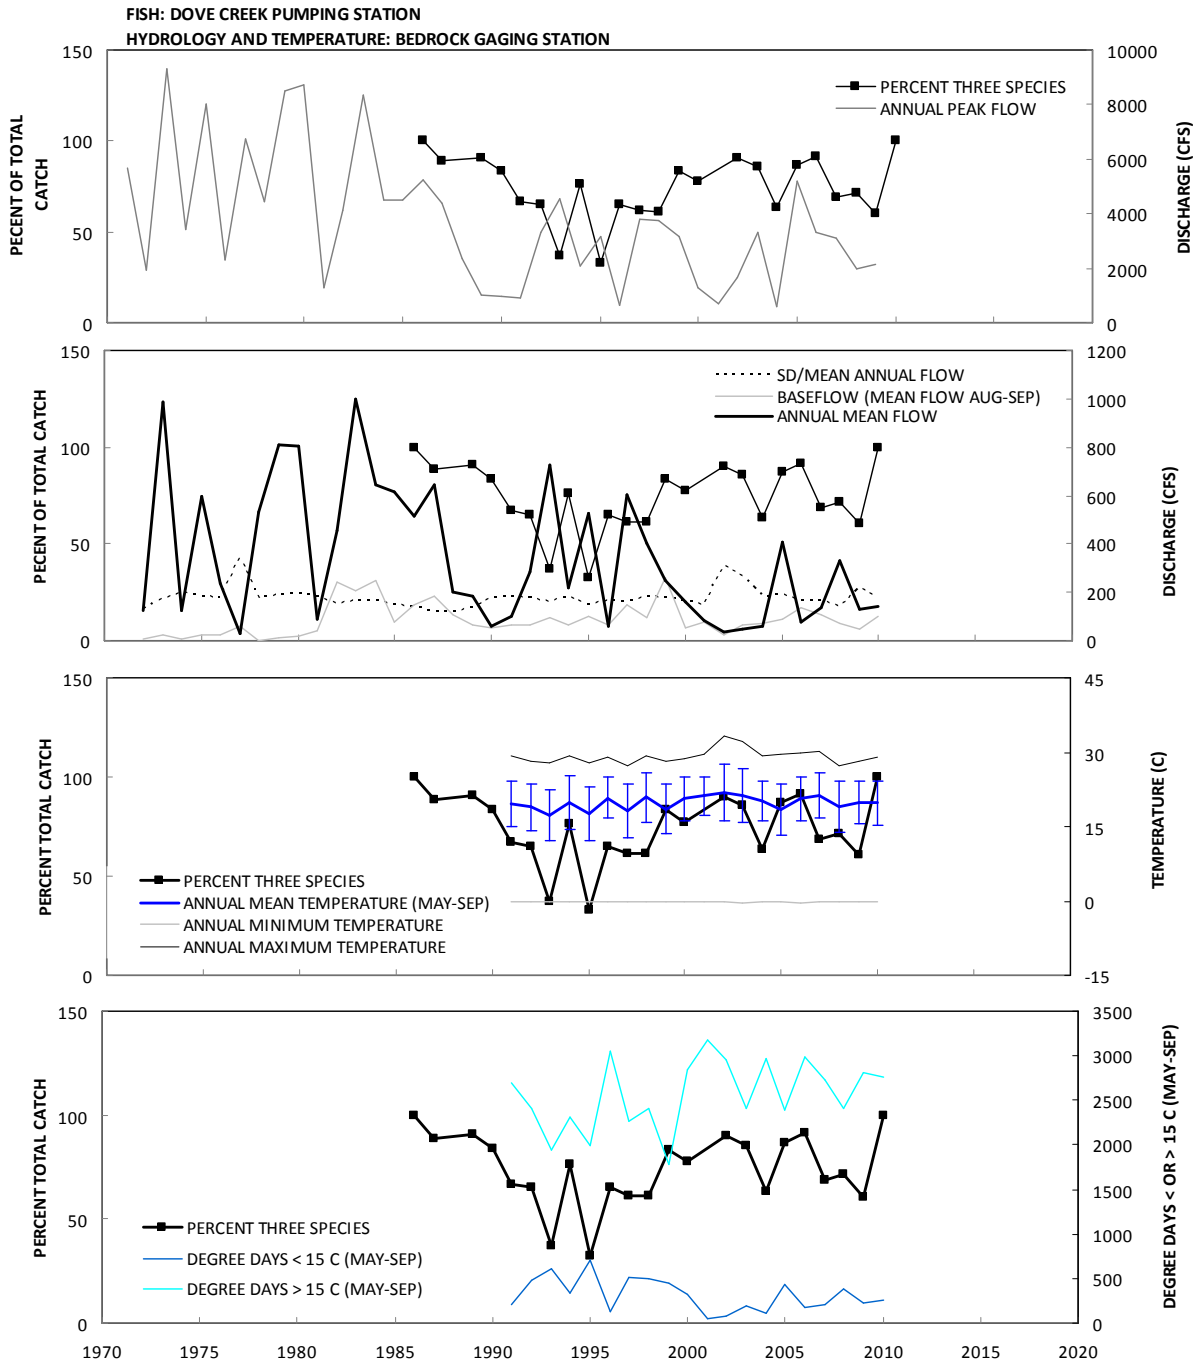 FISH: DOVE CREEK PUMPING STATION
HYDROLOGY AND TEMPERATURE: BEDROCK GAGING STATION
150
100
50
0
PECENT OF TOTAL
CATCH
PERCENT THREE SPECIES
ANNUAL PEAK FLOW
10000
8000
6000
4000
2000
0
DISCHARGE (CFS)
150
100
50
0
PECENT OF TOTAL CATCH
SD/MEAN ANNUAL FLOW
BASEFLOW (MEAN FLOW AUG-SEP)
ANNUAL MEAN FLOW
1200
1000
800
600
400
200
0
DISCHARGE (CFS)
150
100
50
0
PERCENT TOTAL CATCH
PERCENT THREE SPECIES
ANNUAL MEAN TEMPERATURE (MAY-SEP)
ANNUAL MINIMUM TEMPERATURE
ANNUAL MAXIMUM TEMPERATURE
45
30
15
0
-15
TEMPERATURE (C)
150
100
50
0
PERCENT TOTAL CATCH
PERCENT THREE SPECIES
DEGREE DAYS < 15 C (MAY-SEP)
DEGREE DAYS > 15 C (MAY-SEP)
3500
3000
2500
2000
1500
1000
500
0
DEGREE DAYS < OR > 15 C (MAY-SEP)
1970 1975 1980 1985 1990 1995 2000 2005 2010 2015 2020